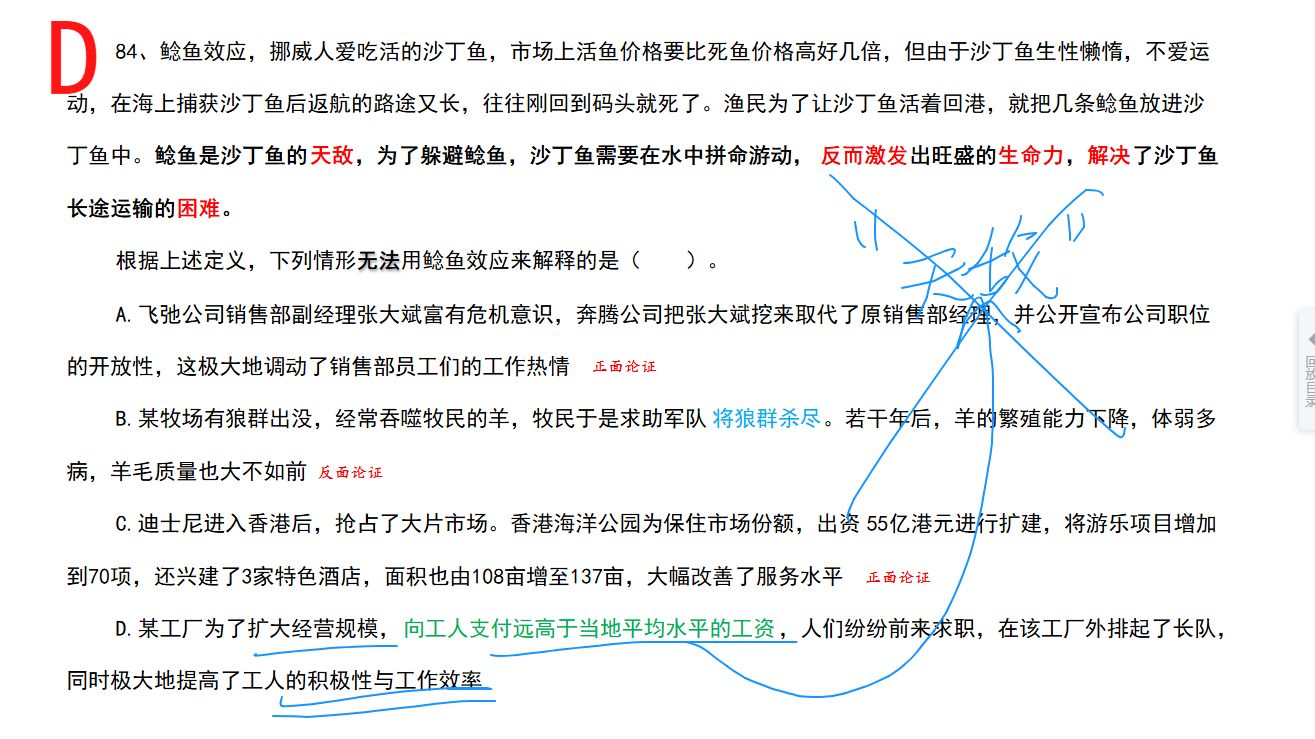 D
84、鲶鱼效应，挪威人爱吃活的沙丁鱼，市场上活鱼价格要比死鱼价格高好几倍，但由于沙丁鱼生性懒惰，不爱运
动，在海上捕获沙丁鱼后返航的路途又长，往往刚回到码头就死了。渔民为了让沙丁鱼活着回港，就把几条鲶鱼放进沙
丁鱼中。鲶鱼是沙丁鱼的天敌，为了躲避鲶鱼，沙丁鱼需要在水中拼命游动， 反而激发出旺盛的生命力，解决了沙丁鱼
长途运输的困难。
根据上述定义，下列情形无法用鲶鱼效应来解释的是（　　）。
"天敌"
A. 飞弛公司销售部副经理张大斌富有危机意识，奔腾公司把张大斌挖来取代了原销售部经理，并公开宣布公司职位
的开放性，这极大地调动了销售部员工们的工作热情 正面论证
B. 某牧场有狼群出没，经常吞噬牧民的羊，牧民于是求助军队 将狼群杀尽。若干年后，羊的繁殖能力下降，体弱多
病，羊毛质量也大不如前 反面论证
C. 迪士尼进入香港后，抢占了大片市场。香港海洋公园为保住市场份额，出资 55亿港元进行扩建，将游乐项目增加
到70项，还兴建了3家特色酒店，面积也由108亩增至137亩，大幅改善了服务水平 正面论证
D. 某工厂为了扩大经营规模， 向工人支付远高于当地平均水平的工资，人们纷纷前来求职，在该工厂外排起了长队，
同时极大地提高了工人的积极性与工作效率
回放目录